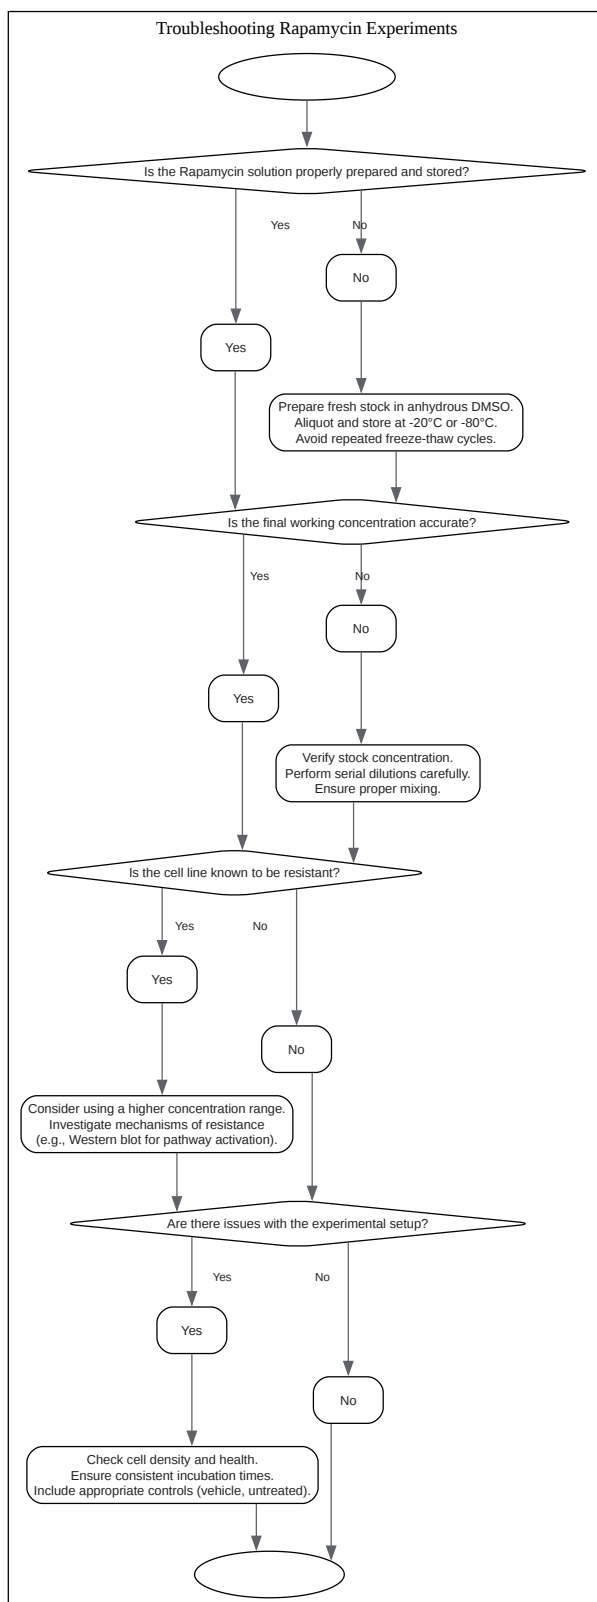 Troubleshooting Rapamycin Experiments
Is the Rapamycin solution properly prepared and stored?
Yes
No
No
Yes
Prepare fresh stock in anhydrous DMSO.
Aliquot and store at -20°C or -80°C.
Avoid repeated freeze-thaw cycles.
Is the final working concentration accurate?
Yes
No
No
Yes
Verify stock concentration.
Perform serial dilutions carefully.
Ensure proper mixing.
Is the cell line known to be resistant?
Yes
No
Yes
No
Consider using a higher concentration range.
Investigate mechanisms of resistance
(e.g., Western blot for pathway activation).
Are there issues with the experimental setup?
Yes
No
Yes
No
Check cell density and health.
Ensure consistent incubation times.
Include appropriate controls (vehicle, untreated).